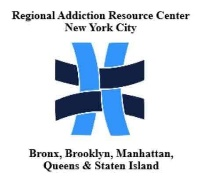 Regional Addiction Resource Center
New York City
Bronx, Brooklyn, Manhattan,
Queens & Staten Island